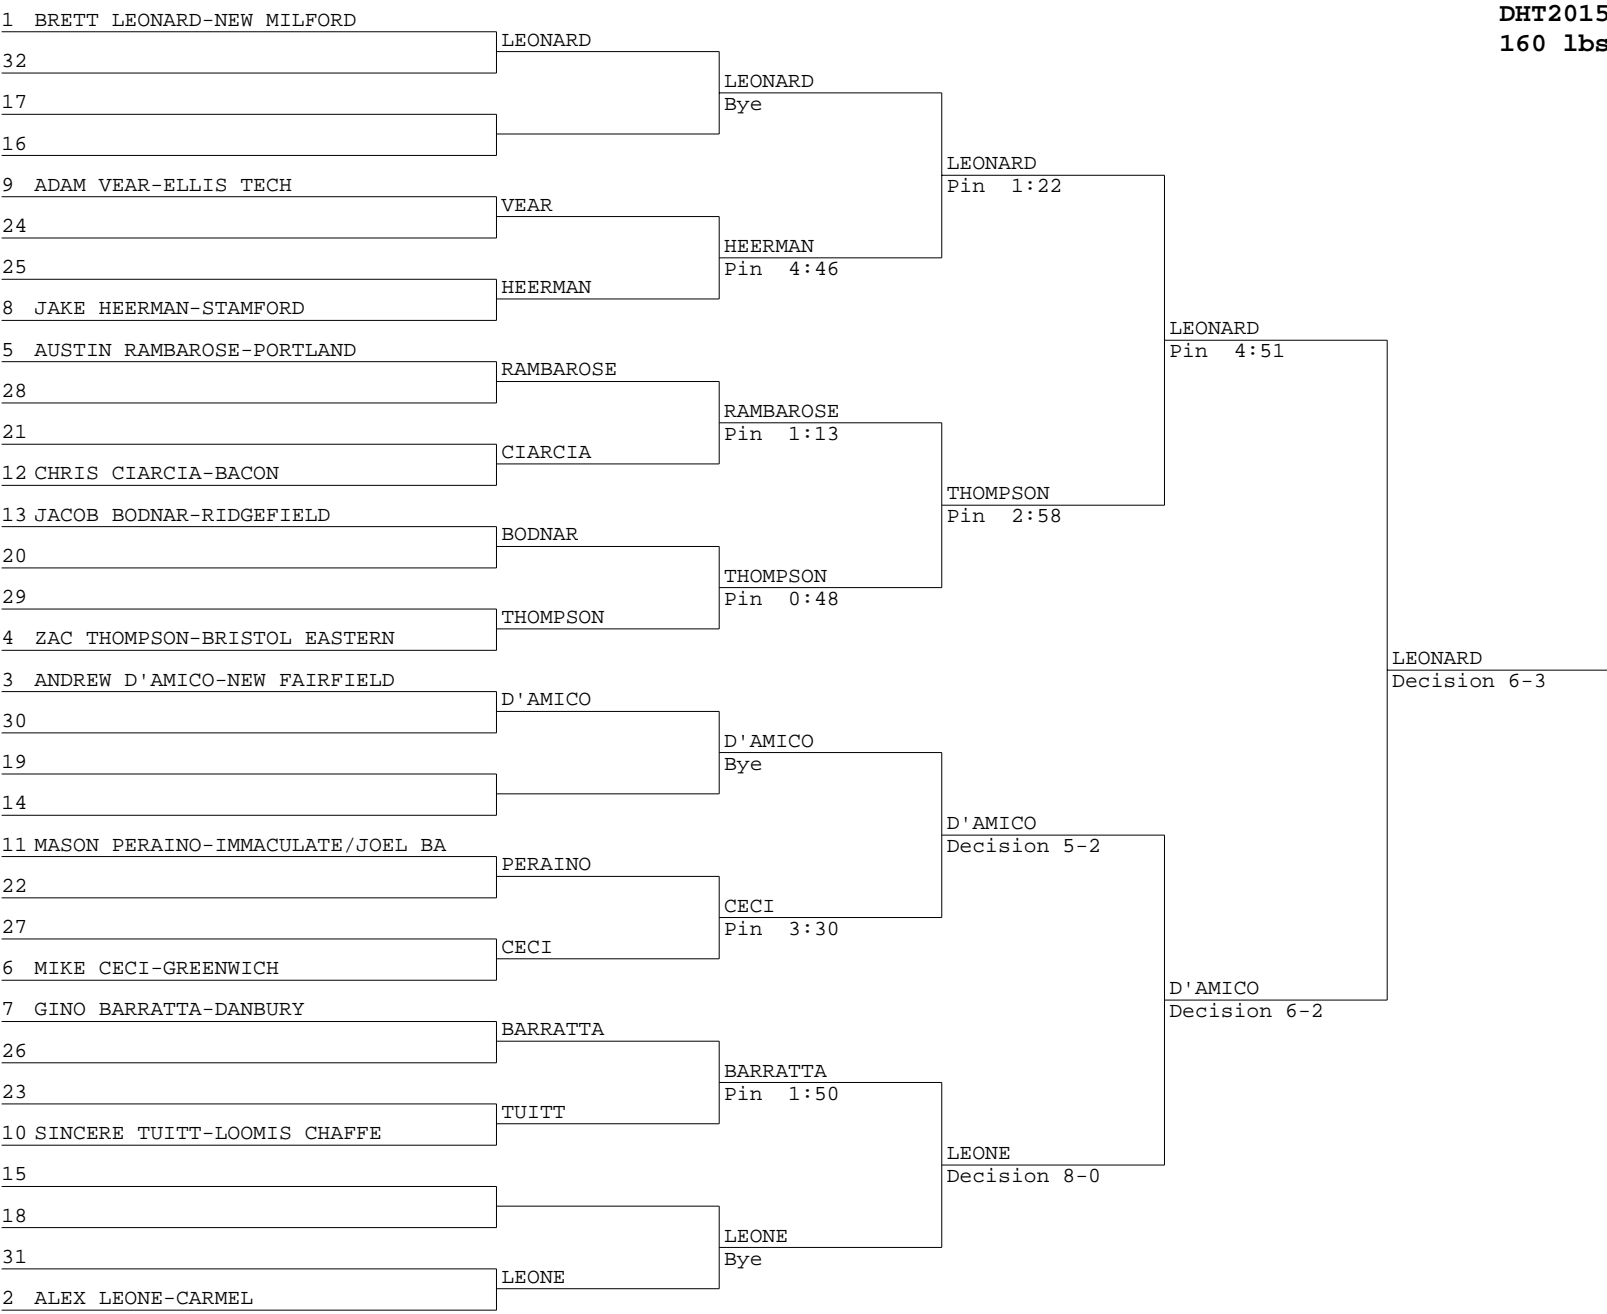 DHT2015
160 lbs
1 BRETT LEONARD-NEW MILFORD
32
17
16
9 ADAM VEAR-ELLIS TECH
24
25
8 JAKE HEERMAN-STAMFORD
5 AUSTIN RAMBAROSE-PORTLAND
28
21
12 CHRIS CIARCIA-BACON
13 JACOB BODNAR-RIDGEFIELD
20
29
4 ZAC THOMPSON-BRISTOL EASTERN
3 ANDREW D'AMICO-NEW FAIRFIELD
30
19
14
11 MASON PERAINO-IMMACULATE/JOEL BA
22
27
6 MIKE CECI-GREENWICH
7 GINO BARRATTA-DANBURY
26
23
10 SINCERE TUITT-LOOMIS CHAFFE
15
18
31
2 ALEX LEONE-CARMEL
LEONARD
VEAR
HEERMAN
RAMBAROSE
CIARCIA
BODNAR
THOMPSON
D'AMICO
PERAINO
CECI
BARRATTA
TUITT
LEONE
LEONARD
Bye
HEERMAN
Pin 4:46
RAMBAROSE
Pin 1:13
THOMPSON
Pin 0:48
D'AMICO
Bye
CECI
Pin 3:30
BARRATTA
Pin 1:50
LEONE
Bye
LEONARD
Pin 1:22
THOMPSON
Pin 2:58
D'AMICO
Decision 5-2
LEONE
Decision 8-0
LEONARD
Pin 4:51
D'AMICO
Decision 6-2
LEONARD
Decision 6-3